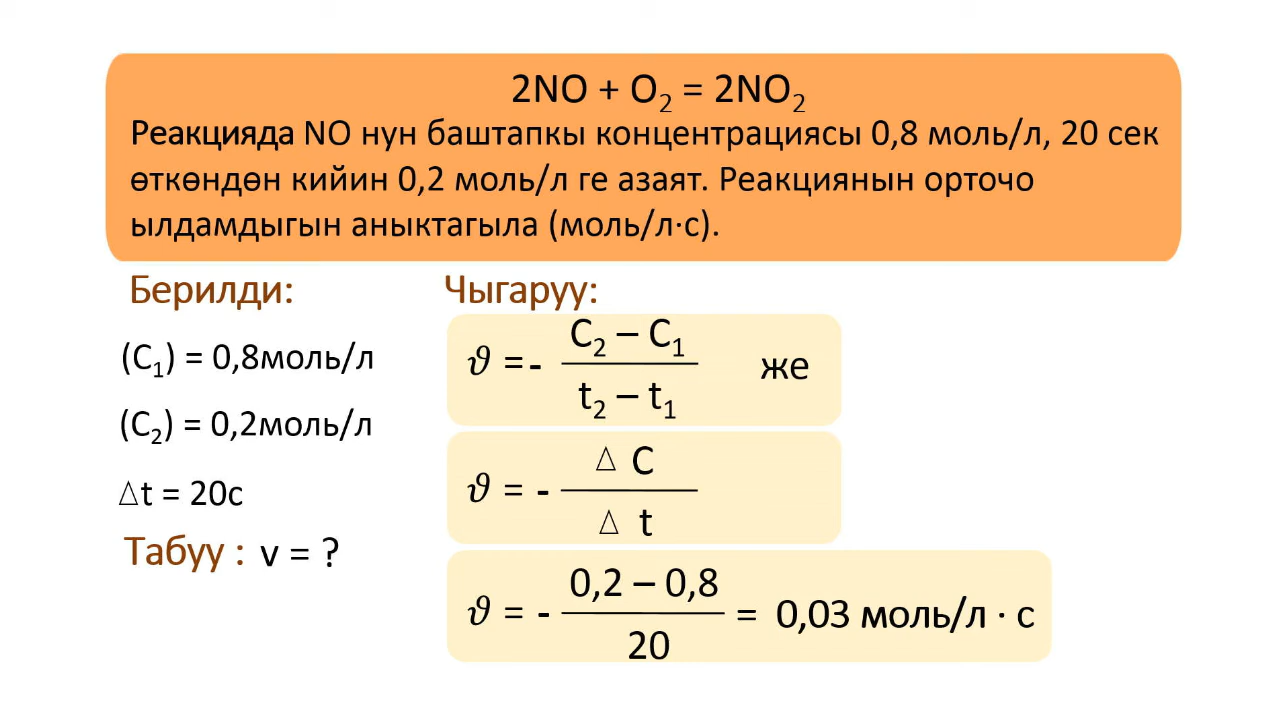 2NO + O₂ = 2NO₂
Реакцияда NO нун баштапкы концентрациясы 0,8 моль/л, 20 сек
өткөндөн кийин 0,2 моль/л ге азаят. Реакциянын орточо
ылдамдыгын аныктагыла (моль/л·с).
Берилди:
(C₁) = 0,8моль/л
(C₂) = 0,2моль/л
△t = 20с
Табуу : v = ?
Чыгаруу:
ϑ = - (C₂ – C₁) / (t₂ – t₁) же
ϑ = - △ C / △ t
ϑ = - (0,2 – 0,8) / 20 = 0,03 моль/л · с